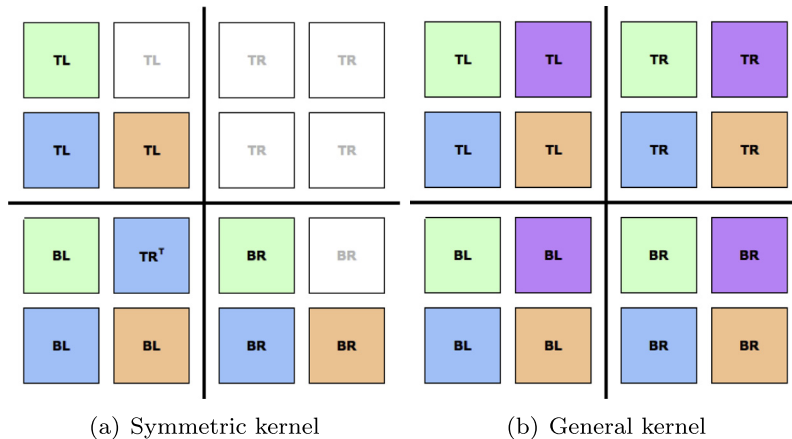 TL TL TR TR TL TL TR TR
TL TL TR TR TL TL TR TR
BL TRᵀ BR BR BL BL BR BR
BL BL BR BR BL BL BR BR
(a) Symmetric kernel (b) General kernel